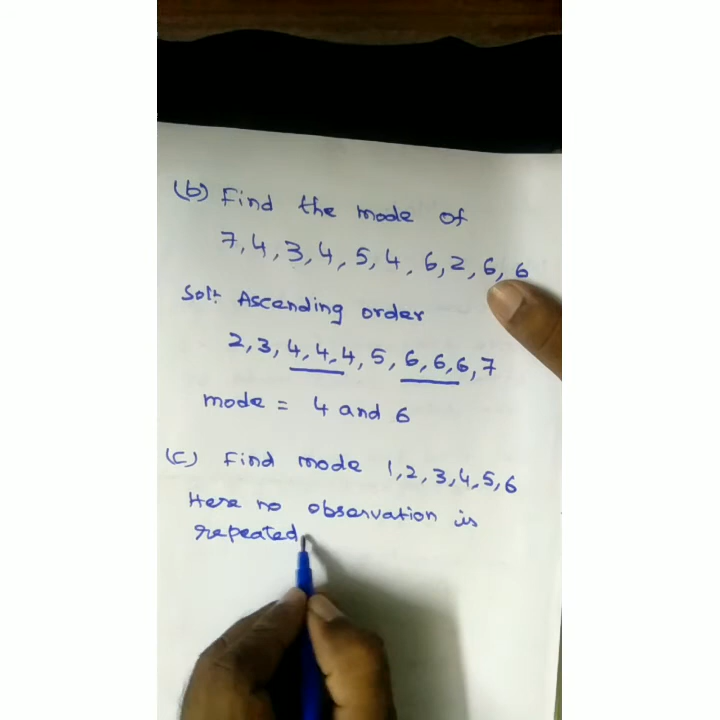 (b) Find the mode of
7,4,3,4,5,4,6,2,6,6
Sol:- Ascending order
2,3,4,4,4,5,6,6,6,7
mode = 4 and 6
(c) Find mode 1,2,3,4,5,6
Here no observation is
repeated